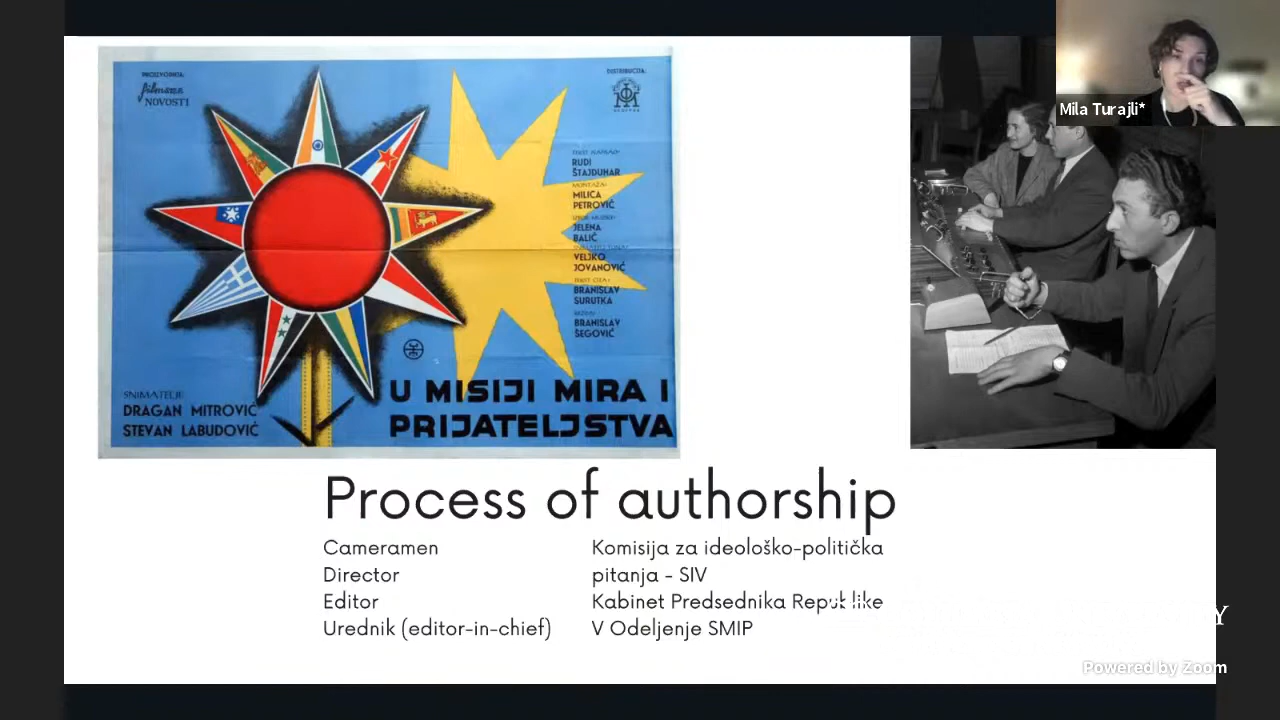 Mila Turajli*
PROIZVODNJA:
filmske
NOVOSTI
DISTRIBUCIJA:
RUDI
ŠTAJDUHAR
MONTAŽA:
MILICA
PETROVIĆ
JELENA
BALIĆ
VELJKO
JOVANOVIĆ
BRANISLAV
SURUTKA
BRANISLAV
ŠEGOVIĆ
SNIMATELJI:
DRAGAN MITROVIĆ
STEVAN LABUDOVIĆ
U MISIJI MIRA I
PRIJATELJSTVA
Process of authorship
Cameramen
Director
Editor
Urednik (editor-in-chief)
Komisija za ideološko-politička
pitanja - SIV
Kabinet Predsednika Republike
V Odeljenje SMIP
Y
Powered by Zoom